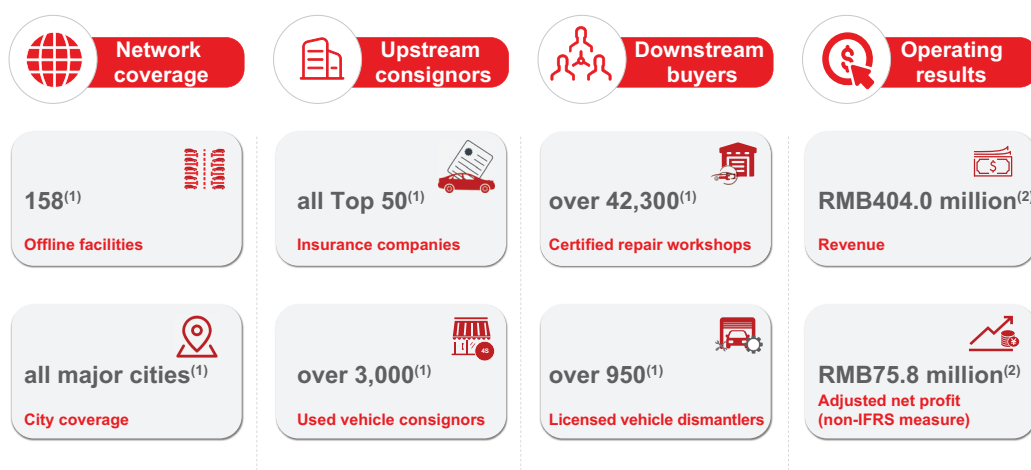 Network
coverage
Upstream
consignors
Downstream
buyers
Operating
results
158(1)
Offline facilities
all Top 50(1)
Insurance companies
over 42,300(1)
Certified repair workshops
RMB404.0 million(2)
Revenue
all major cities(1)
City coverage
over 3,000(1)
Used vehicle consignors
4S
over 950(1)
Licensed vehicle dismantlers
RMB75.8 million(2)
Adjusted net profit
(non-IFRS measure)